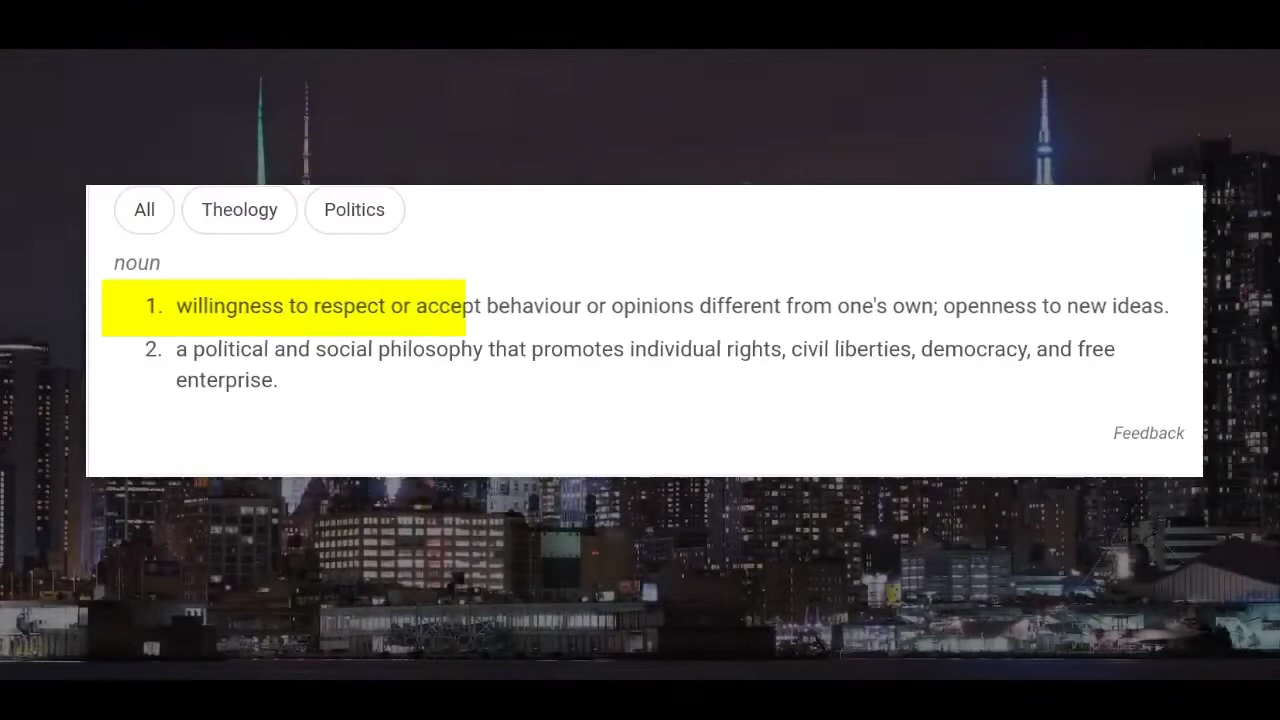 All Theology Politics
noun
1. willingness to respect or accept behaviour or opinions different from one's own; openness to new ideas.
2. a political and social philosophy that promotes individual rights, civil liberties, democracy, and free
enterprise.
Feedback